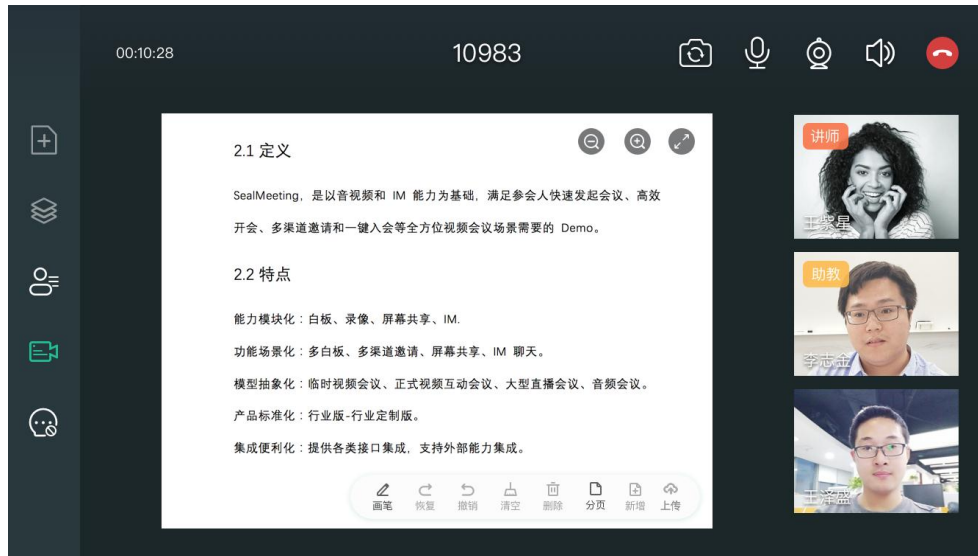 00:10:28
10983
2.1 定义
SealMeeting，是以音视频和 IM 能力为基础，满足参会人快速发起会议、高效
开会、多渠道邀请和一键入会等全方位视频会议场景需要的 Demo。
2.2 特点
能力模块化：白板、录像、屏幕共享、IM.
功能场景化：多白板、多渠道邀请、屏幕共享、IM 聊天。
模型抽象化：临时视频会议、正式视频互动会议、大型直播会议、音频会议。
产品标准化：行业版-行业定制版。
集成便利化：提供各类接口集成，支持外部能力集成。
画笔 恢复 撤销 清空 删除 分页 新增 上传
讲师
王紫星
助教
李志金
王泽盛